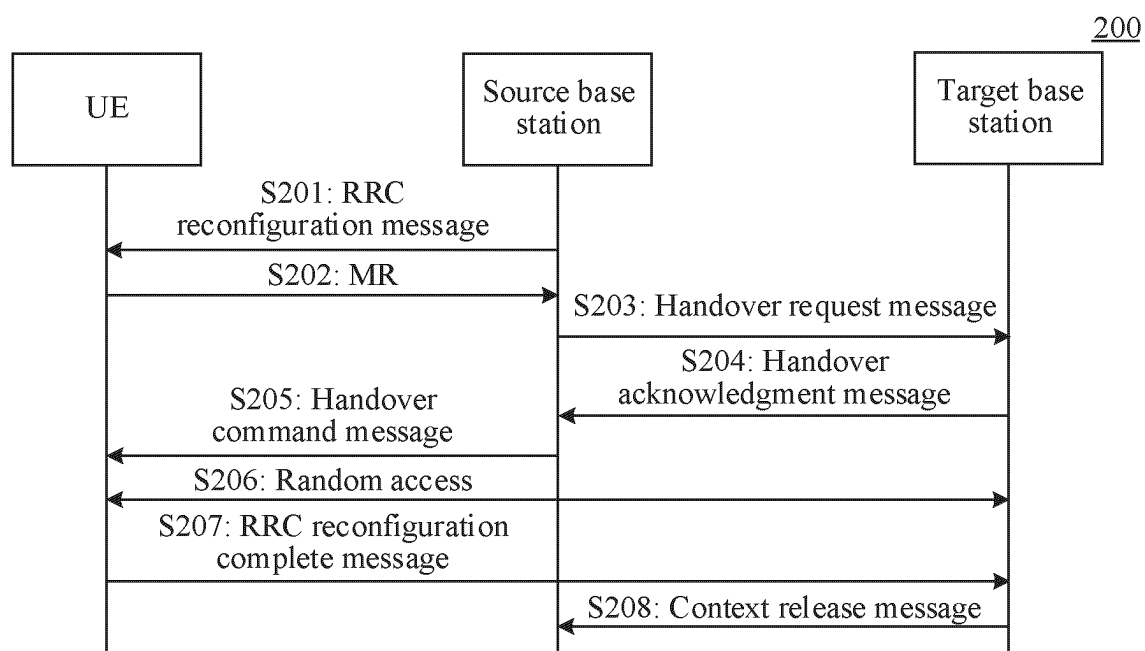 200
UE
Source base
station
Target base
station
S201: RRC
reconfiguration message
S202: MR
S203: Handover request message
S204: Handover
acknowledgment message
S205: Handover
command message
S206: Random access
S207: RRC reconfiguration
complete message
S208: Context release message